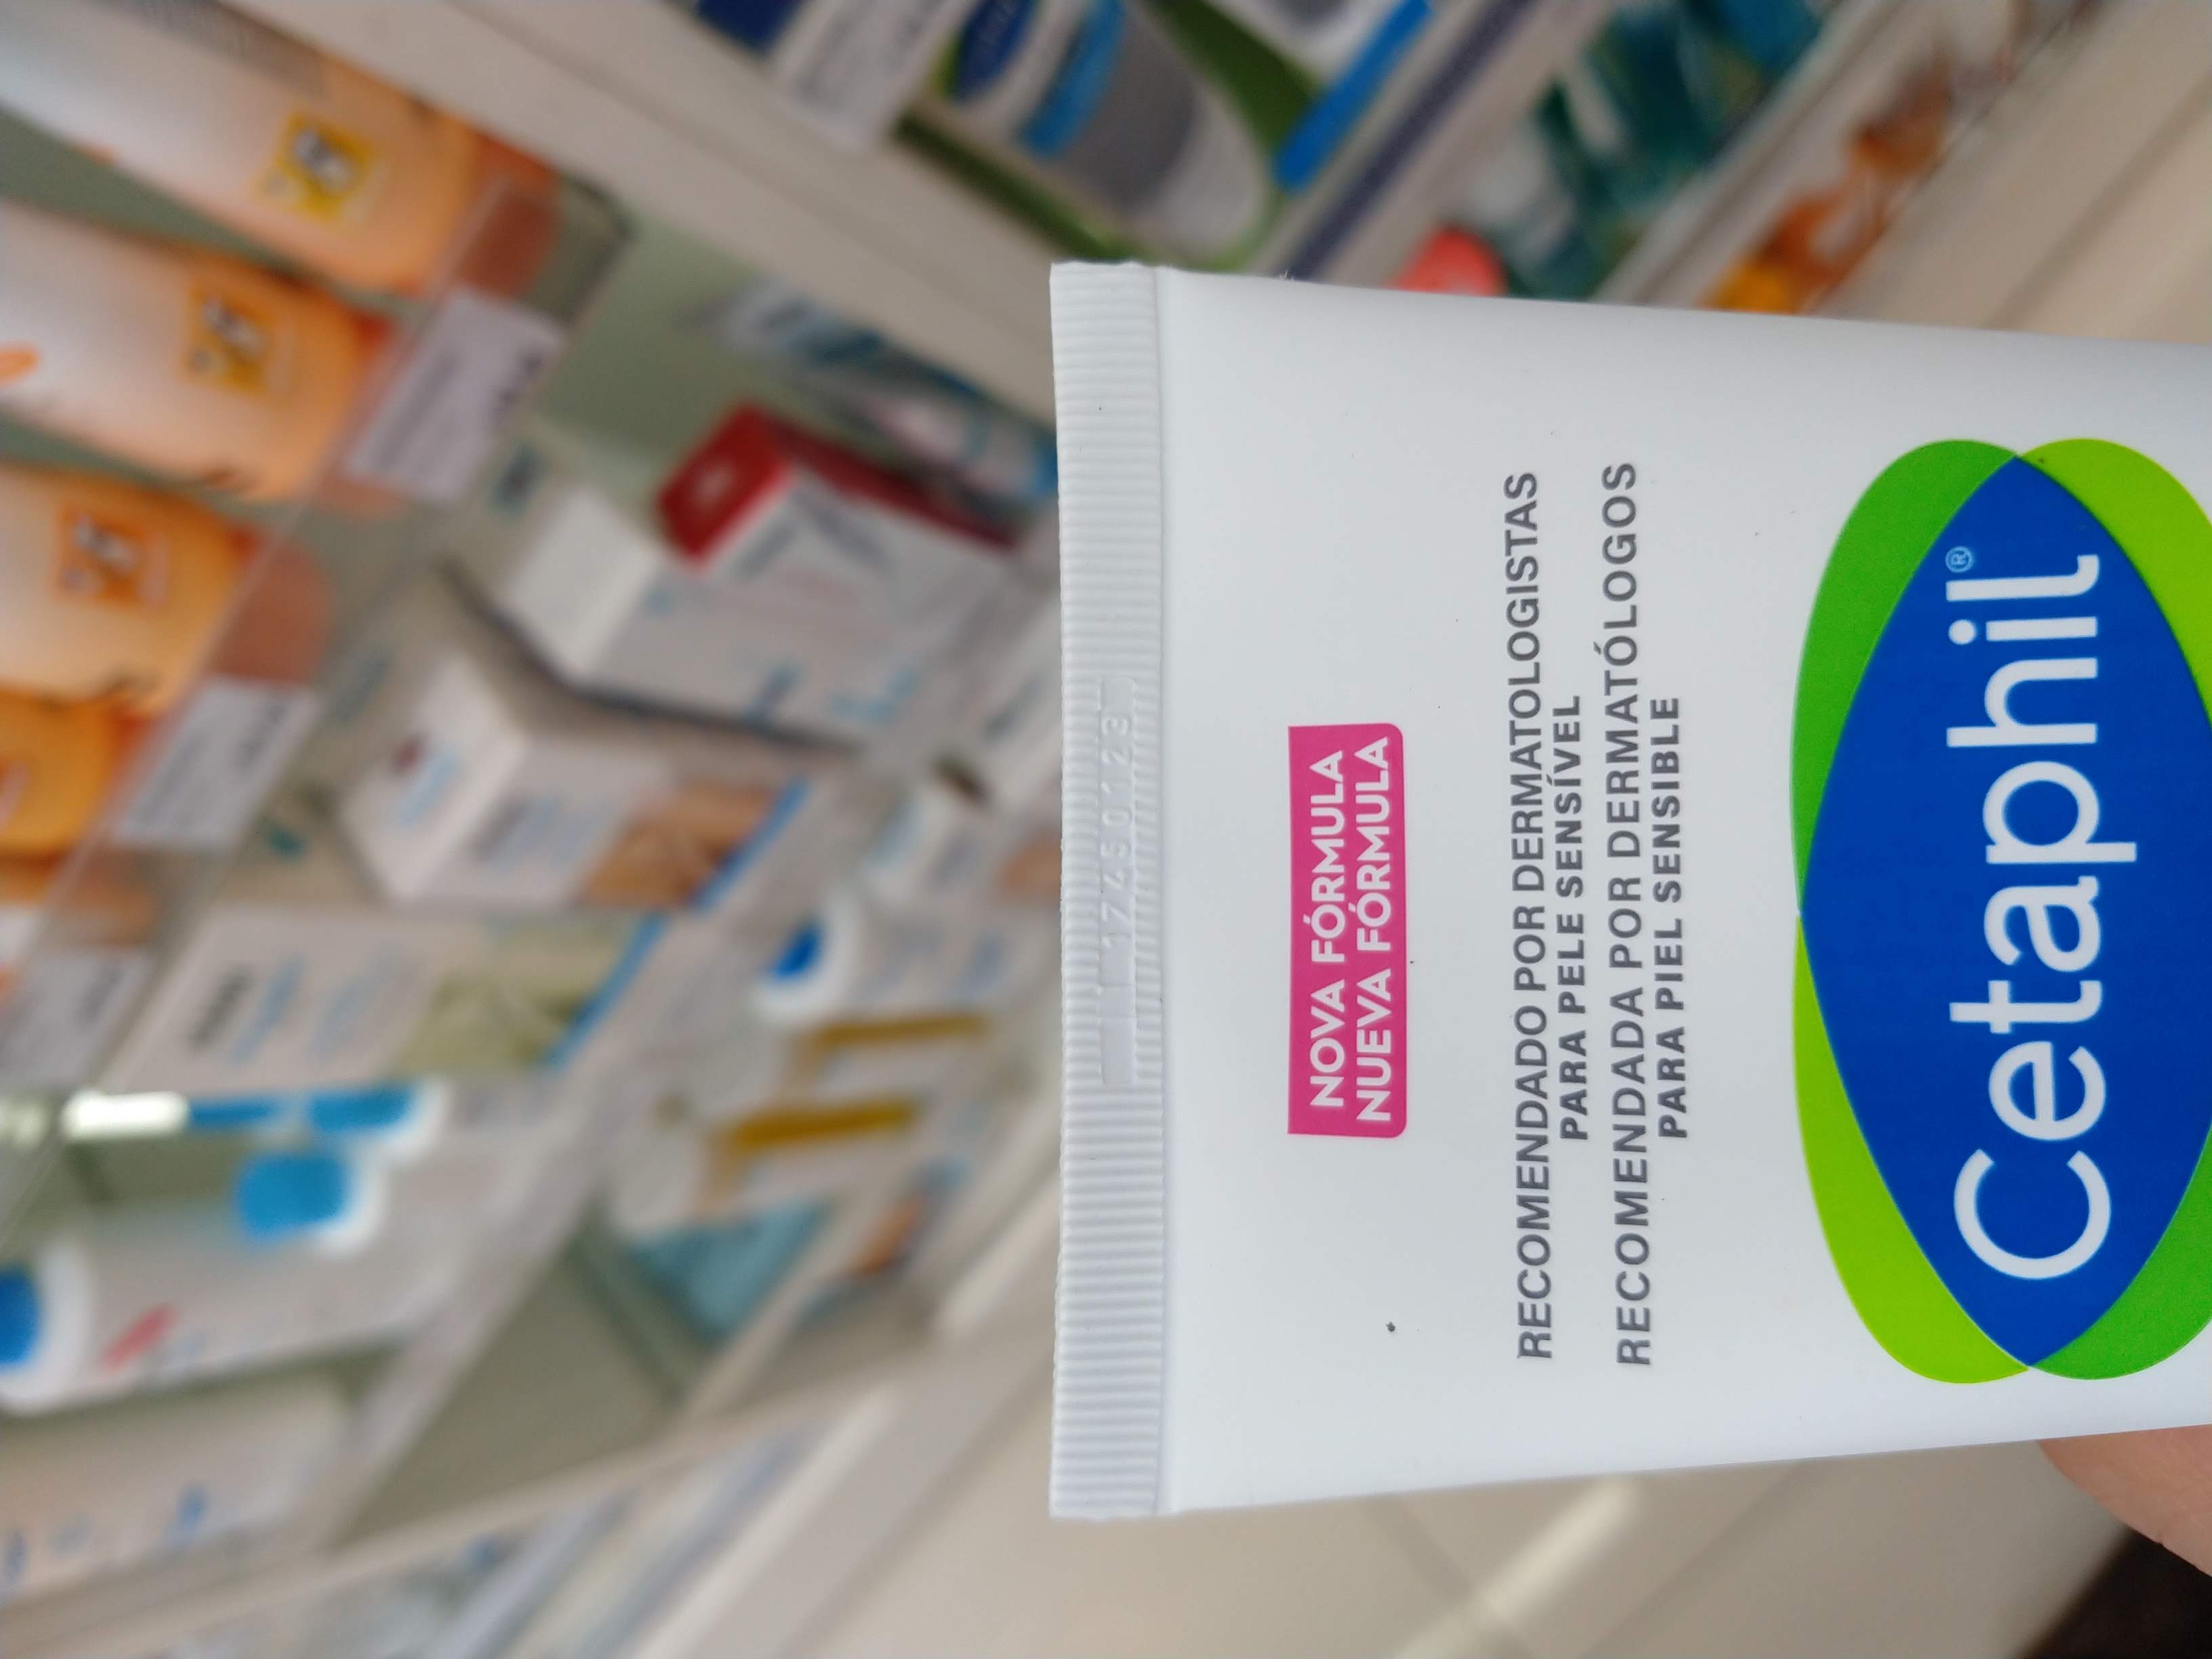 17450123
NOVA FÓRMULA
NUEVA FÓRMULA
RECOMENDADO POR DERMATOLOGISTAS
PARA PELE SENSÍVEL
RECOMENDADA POR DERMATÓLOGOS
PARA PIEL SENSIBLE
Cetaphil®